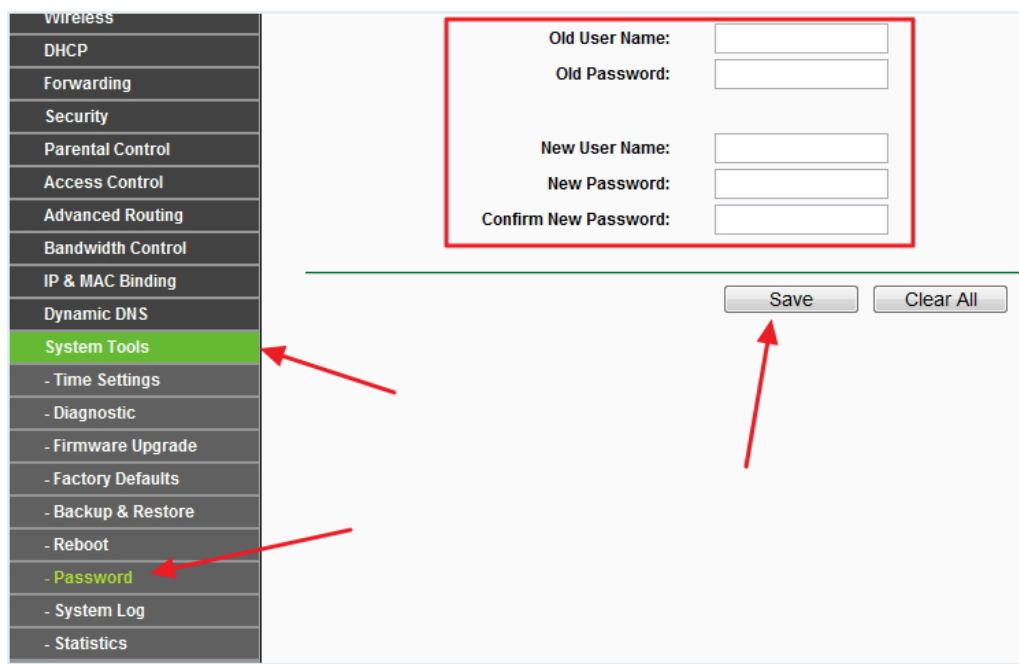 Wireless
DHCP
Forwarding
Security
Parental Control
Access Control
Advanced Routing
Bandwidth Control
IP & MAC Binding
Dynamic DNS
System Tools
- Time Settings
- Diagnostic
- Firmware Upgrade
- Factory Defaults
- Backup & Restore
- Reboot
- Password
- System Log
- Statistics
Old User Name:
Old Password:
New User Name:
New Password:
Confirm New Password:
Save
Clear All